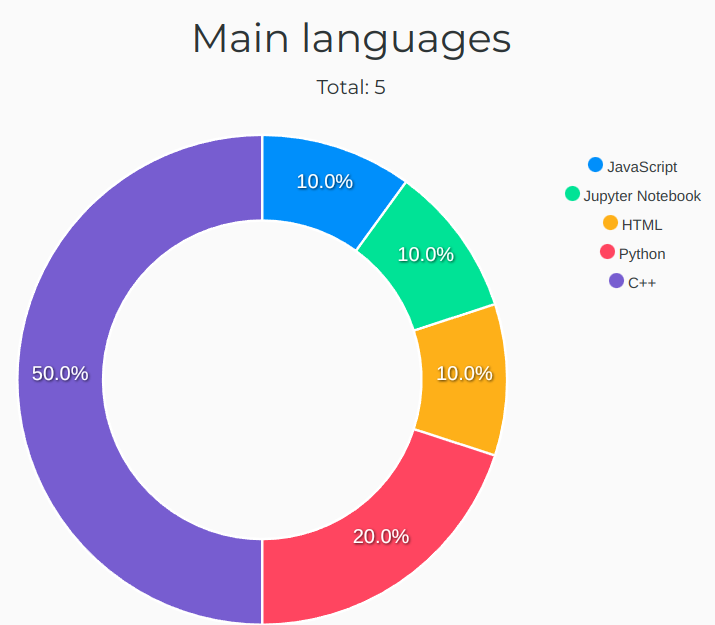 Main languages
Total: 5
10.0%
10.0%
10.0%
20.0%
50.0%
JavaScript
Jupyter Notebook
HTML
Python
C++